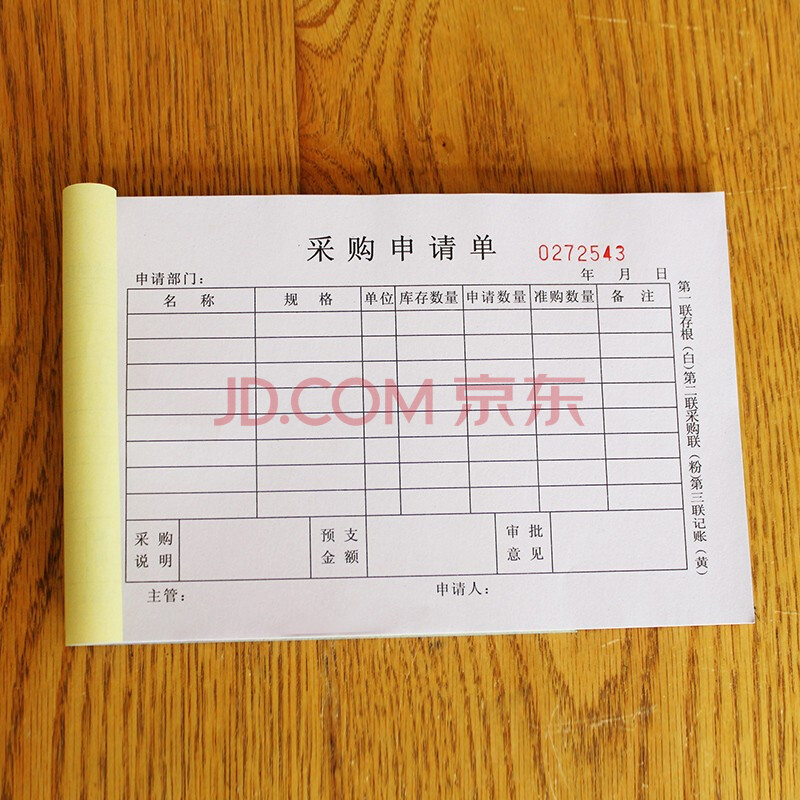 采购申请单 0272543
申请部门： 年 月 日
名 称 规 格 单位 库存数量 申请数量 准购数量 备 注
JD.COM 京东
采购说明 预支金额 审批意见
主管： 申请人：
第一联存根（白）第二联采购联（粉）第三联记账（黄）